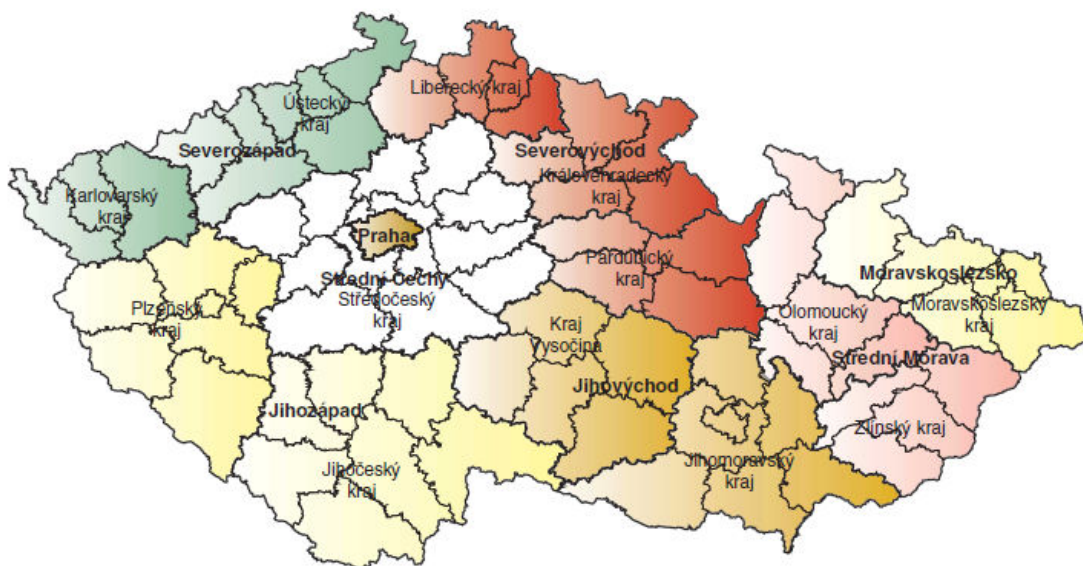 Liberecký kraj
Ústecký
kraj
Severozápad
Severovýchod
Královéhradecký
kraj
Karlovarský
kraj
Praha
Pardubický
kraj
Střední Čechy
Středočeský
kraj
Moravskoslezsko
Moravskoslezský
kraj
Plzeňský
kraj
Olomoucký
kraj
Kraj
Vysočina
Střední Morava
Jihovýchod
Jihozápad
Zlínský kraj
Jihomoravský
kraj
Jihočeský
kraj